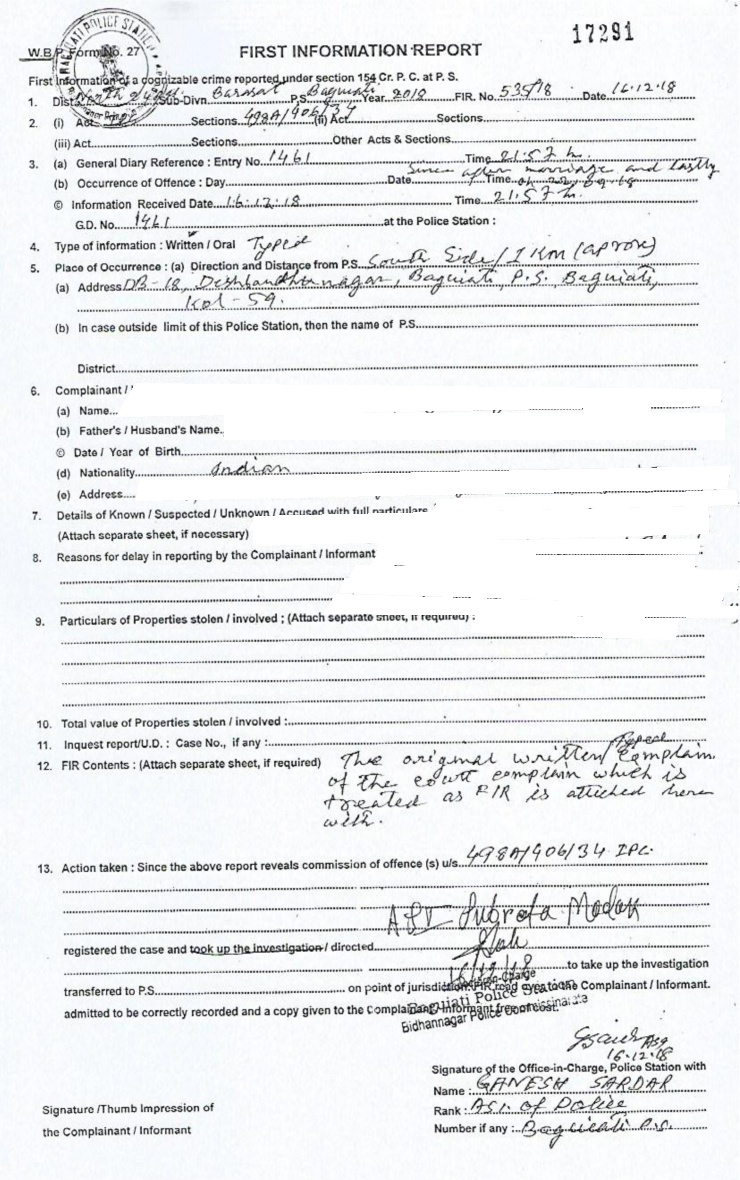 17291
W.B.P. Form No. 27
FIRST INFORMATION REPORT
First Information of a cognizable crime reported under section 154 Cr. P. C. at P. S.
1. Dist. North 24 Sub-Divn. Barasat P.S. Baguiati Year 2018 FIR. No. 535/18 Date 16.12.18
2. (i) Act Sections 498A/406/34 (ii) Act Sections
(iii) Act Sections Other Acts & Sections
3. (a) General Diary Reference : Entry No. 1461 Time 21.57 h.
(b) Occurrence of Offence : Day Date Since after marriage and lastly Time
© Information Received Date 16.12.18 Time 21.57 h.
G.D. No. 1461 at the Police Station :
4. Type of information : Written / Oral Typed
5. Place of Occurrence : (a) Direction and Distance from P.S. South Side/1 Km (aprox)
(a) Address DB-18, Deshbandhunagar, Baguiati, P.S. Baguiati,
Kol-59.
(b) In case outside limit of this Police Station, then the name of P.S.
District
6. Complainant /
(a) Name
(b) Father's / Husband's Name
© Date / Year of Birth
(d) Nationality Indian
(e) Address
7. Details of Known / Suspected / Unknown / Accused with full particulars
(Attach separate sheet, if necessary)
8. Reasons for delay in reporting by the Complainant / Informant
9. Particulars of Properties stolen / involved ; (Attach separate sheet, if required) :
10. Total value of Properties stolen / involved :
11. Inquest report/U.D. : Case No., if any :
12. FIR Contents : (Attach separate sheet, if required) The original written/Typed Complain
of the court complain which is
treated as FIR is attiched here
with.
13. Action taken : Since the above report reveals commission of offence (s) u/s. 498A/406/34 IPC.
ASI Subrata Modak
registered the case and took up the investigation / directed
16/12/18 to take up the investigation
transferred to P.S. on point of jurisdiction. FIR read over to the Complainant / Informant.
admitted to be correctly recorded and a copy given to the Complainant / Informant free of cost.
Baguiati Police Station
Bidhannagar Police Commissionarate
16.12.18
Signature of the Office-in-Charge, Police Station with
Name : GANESH SARDAR
Rank : ASI. of Police
Number if any : Baguiati P.S.
Signature /Thumb Impression of
the Complainant / Informant